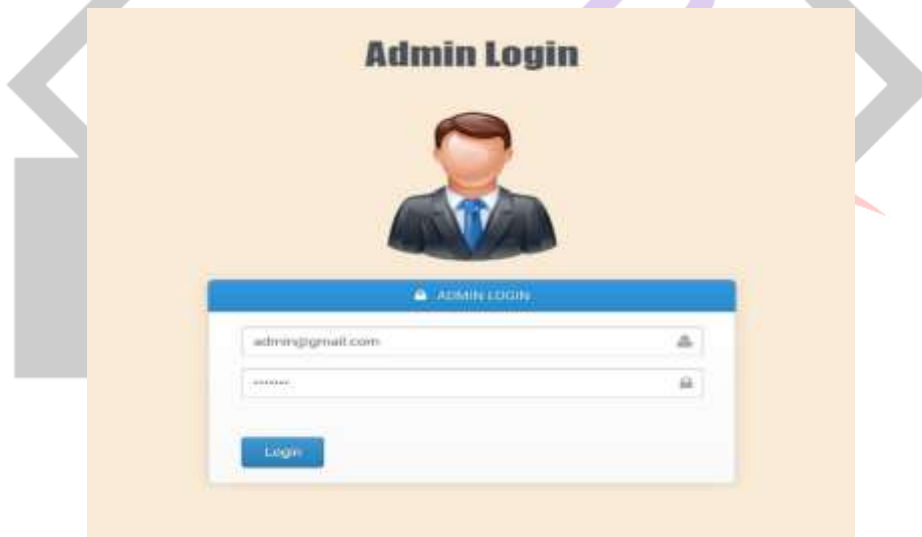 Admin Login
ADMIN LOGIN
admin@gmail.com
•••••••
Login